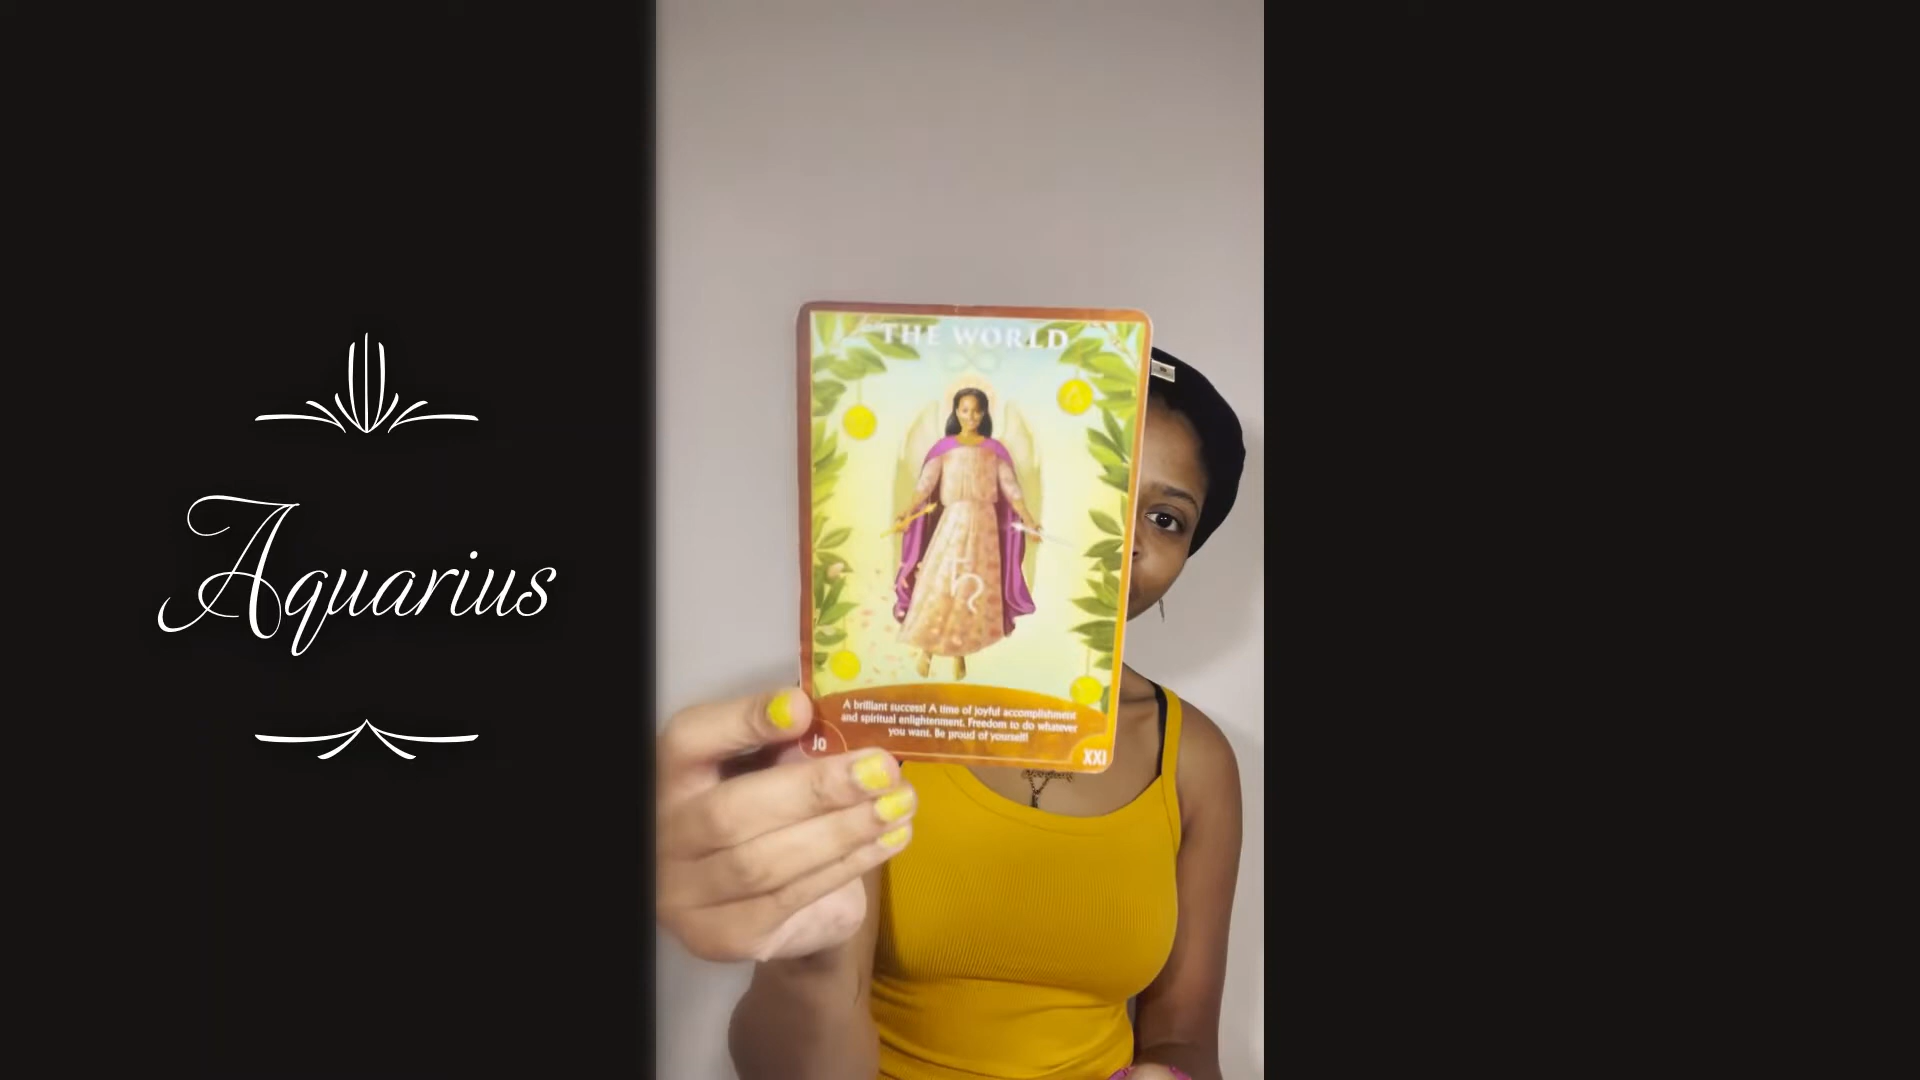 Aquarius
THE WORLD
A brilliant success! A time of joyful accomplishment
and spiritual enlightenment. Freedom to do whatever
you want. Be proud of yourself!
Jo
XXI